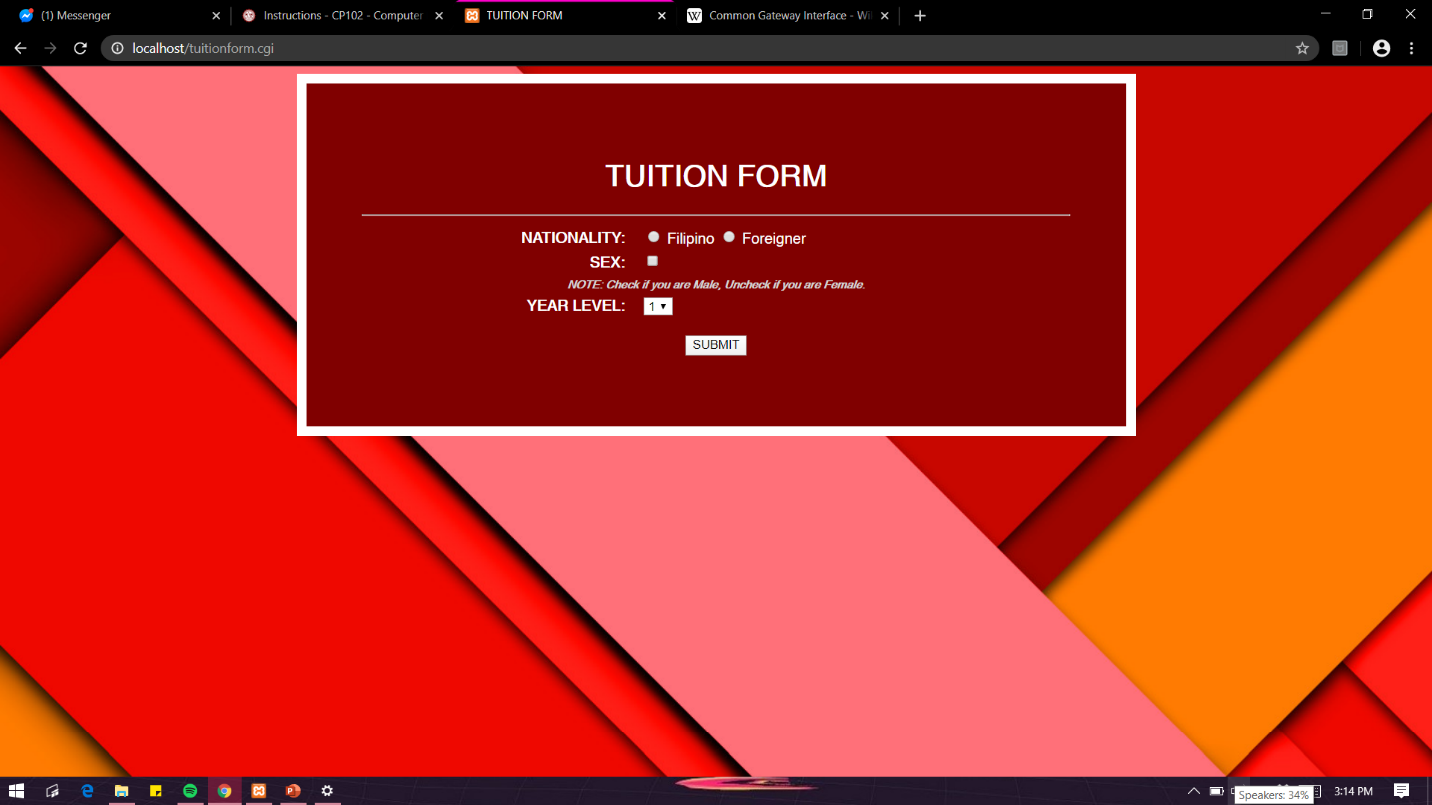 (1) Messenger
Instructions - CP102 - Computer
TUITION FORM
Common Gateway Interface - Wi
localhost/tuitionform.cgi
TUITION FORM
NATIONALITY: Filipino Foreigner
SEX:
NOTE: Check if you are Male, Uncheck if you are Female.
YEAR LEVEL: 1
SUBMIT
3:14 PM
Speakers: 34%